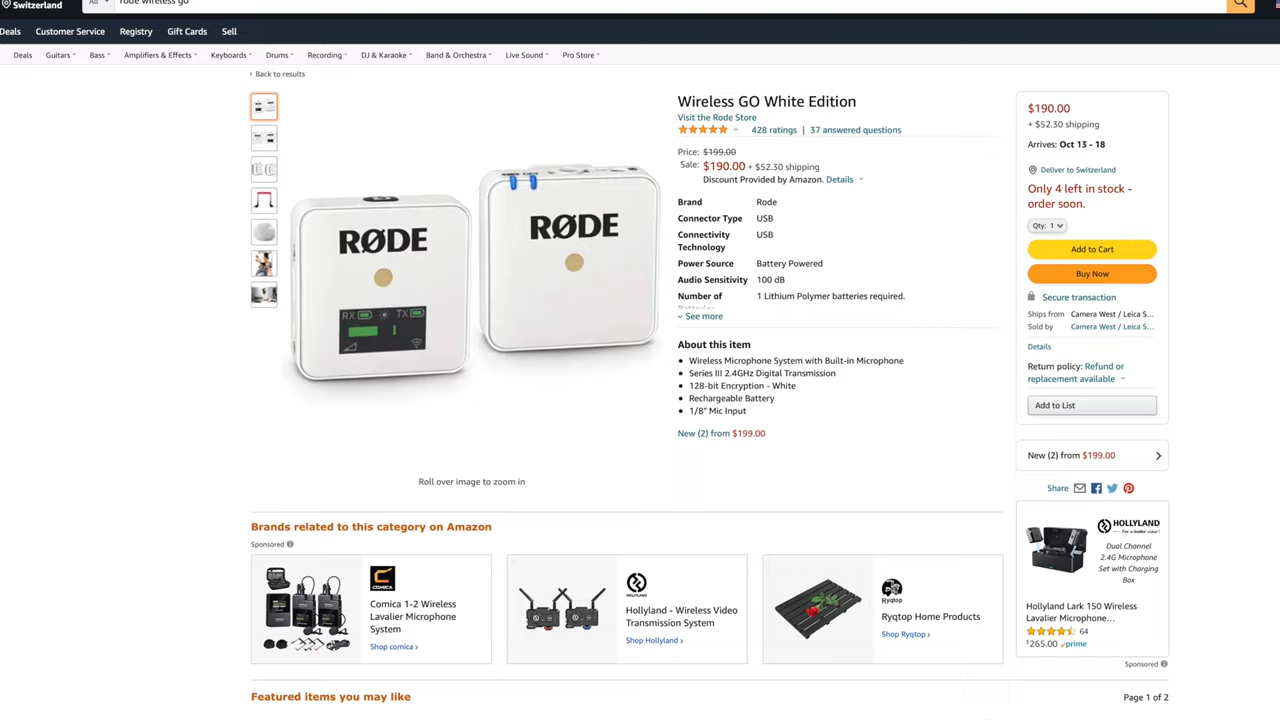 Switzerland
All
rode wireless go
Deals
Customer Service
Registry
Gift Cards
Sell
Deals
Guitars
Bass
Amplifiers & Effects
Keyboards
Drums
Recording
DJ & Karaoke
Band & Orchestra
Live Sound
Pro Store
‹ Back to results
RØDE
RX
TX
RØDE
Roll over image to zoom in
Wireless GO White Edition
Visit the Rode Store
428 ratings | 37 answered questions
Price: $199.00
Sale: $190.00 + $52.30 shipping
Discount Provided by Amazon. Details
Brand Rode
Connector Type USB
Connectivity USB
Technology
Power Source Battery Powered
Audio Sensitivity 100 dB
Number of 1 Lithium Polymer batteries required.
Batteries
See more
About this item
• Wireless Microphone System with Built-in Microphone
• Series III 2.4GHz Digital Transmission
• 128-bit Encryption - White
• Rechargeable Battery
• 1/8" Mic Input
New (2) from $199.00
$190.00
+ $52.30 shipping
Arrives: Oct 13 - 18
Deliver to Switzerland
Only 4 left in stock -
order soon.
Qty: 1
Add to Cart
Buy Now
Secure transaction
Ships from Camera West / Leica S...
Sold by Camera West / Leica S...
Details
Return policy: Refund or
replacement available
Add to List
New (2) from $199.00
Share
HOLLYLAND
For a better view!
Dual Channel
2.4G Microphone
Set with Charging
Box
Hollyland Lark 150 Wireless
Lavalier Microphone...
64
$265.00 prime
Sponsored
Brands related to this category on Amazon
Sponsored
COMICA
Comica 1-2 Wireless
Lavalier Microphone
System
Shop comica ›
HOLLYLAND
Hollyland - Wireless Video
Transmission System
Shop Hollyland ›
Ryqtop
Ryqtop Home Products
Shop Ryqtop ›
Featured items you may like
Page 1 of 2